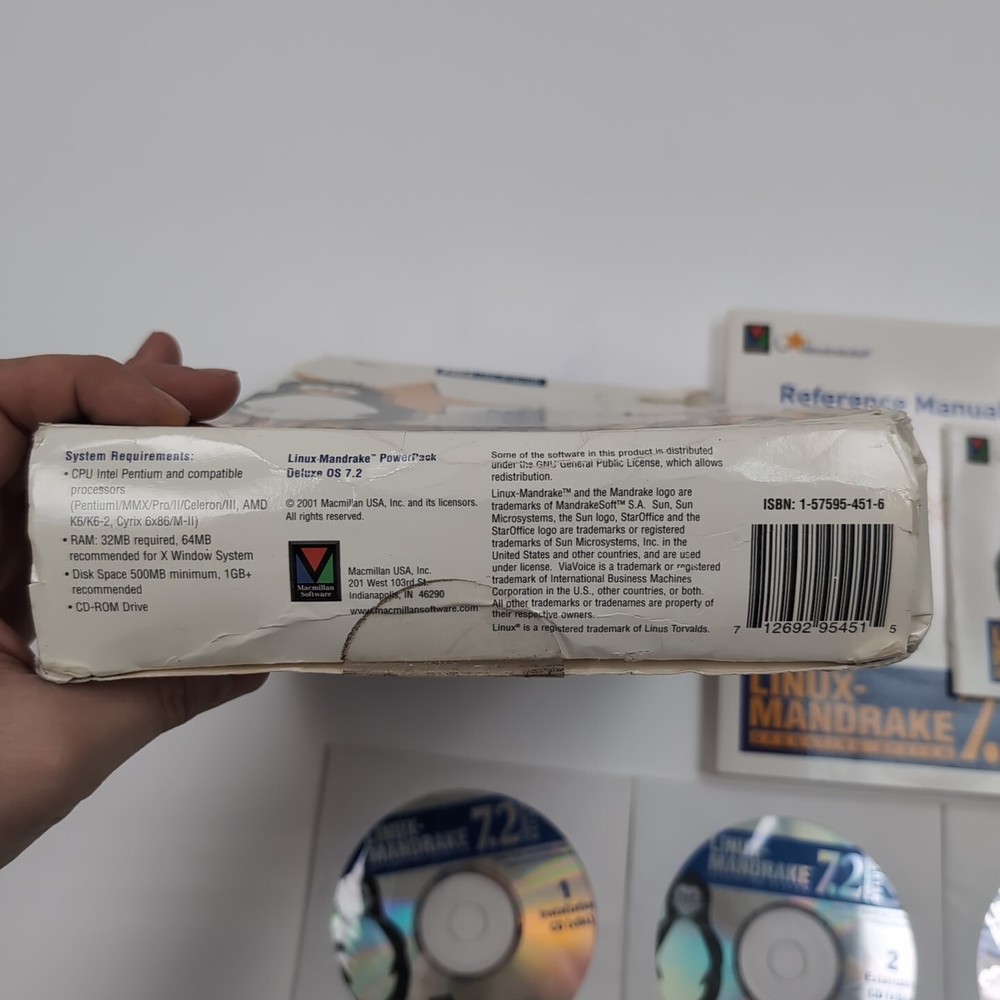 System Requirements:
• CPU Intel Pentium and compatible
processors
(PentiumI/MMX/Pro/II/Celeron/III, AMD
K6/K6-2, Cyrix 6x86/M-II)
• RAM: 32MB required, 64MB
recommended for X Window System
• Disk Space 500MB minimum, 1GB+
recommended
• CD-ROM Drive
Linux-Mandrake™ PowerPack
Deluxe OS 7.2
© 2001 Macmillan USA, Inc. and its licensors.
All rights reserved.
Macmillan
Software
Macmillan USA, Inc.
201 West 103rd St.
Indianapolis, IN 46290
www.macmillansoftware.com
Some of the software in this product is distributed
under the GNU General Public License, which allows
redistribution.
Linux-Mandrake™ and the Mandrake logo are
trademarks of MandrakeSoft™ S.A. Sun, Sun
Microsystems, the Sun logo, StarOffice and the
StarOffice logo are trademarks or registered
trademarks of Sun Microsystems, Inc. in the
United States and other countries, and are used
under license. ViaVoice is a trademark or registered
trademark of International Business Machines
Corporation in the U.S., other countries, or both.
All other trademarks or tradenames are property of
their respective owners.
Linux® is a registered trademark of Linus Torvalds.
ISBN: 1-57595-451-6
7 12692 95451 5
Reference Manua
LINUX-
MANDRAKE 7.
OPERATING SYSTEM
LINUX-
MANDRAKE 7.2
1
Installation
LINUX-
MANDRAKE 7.2
2